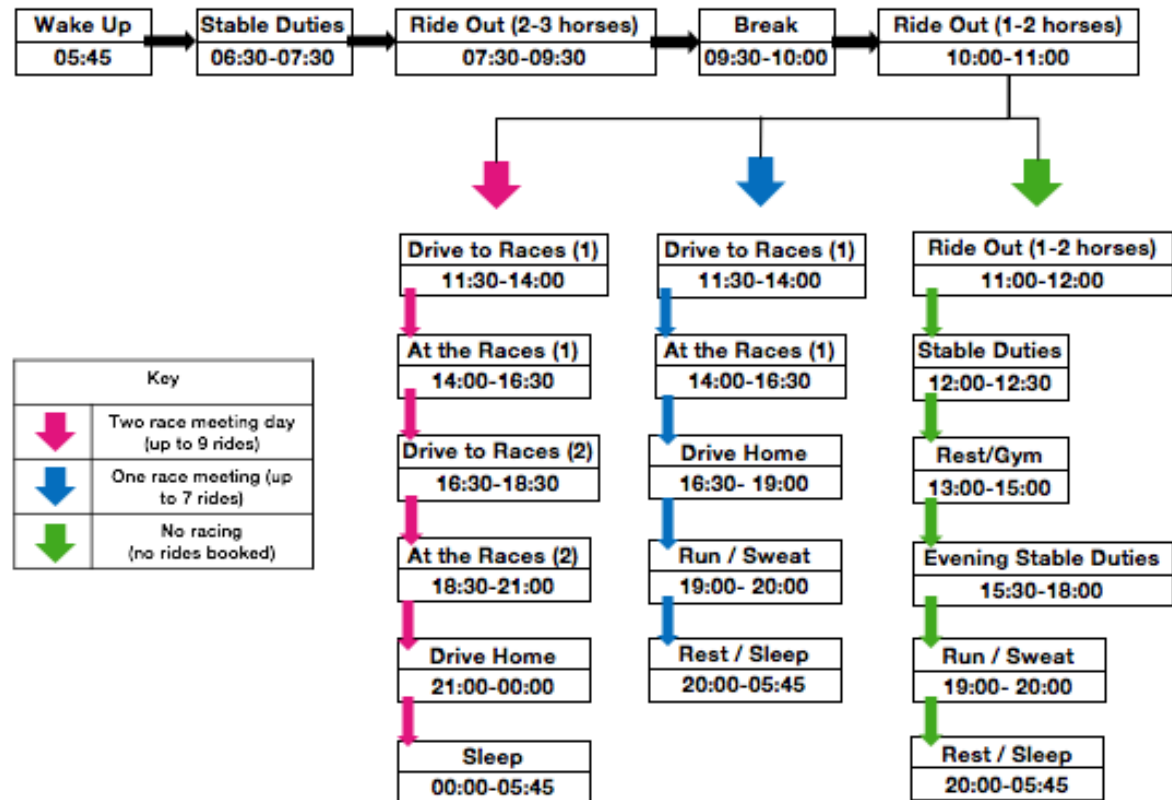 Wake Up
05:45
Stable Duties
06:30-07:30
Ride Out (2-3 horses)
07:30-09:30
Break
09:30-10:00
Ride Out (1-2 horses)
10:00-11:00
Drive to Races (1)
11:30-14:00
At the Races (1)
14:00-16:30
Drive to Races (2)
16:30-18:30
At the Races (2)
18:30-21:00
Drive Home
21:00-00:00
Sleep
00:00-05:45
Drive to Races (1)
11:30-14:00
At the Races (1)
14:00-16:30
Drive Home
16:30- 19:00
Run / Sweat
19:00- 20:00
Rest / Sleep
20:00-05:45
Ride Out (1-2 horses)
11:00-12:00
Stable Duties
12:00-12:30
Rest/Gym
13:00-15:00
Evening Stable Duties
15:30-18:00
Run / Sweat
19:00- 20:00
Rest / Sleep
20:00-05:45
Key
Two race meeting day
(up to 9 rides)
One race meeting (up
to 7 rides)
No racing
(no rides booked)